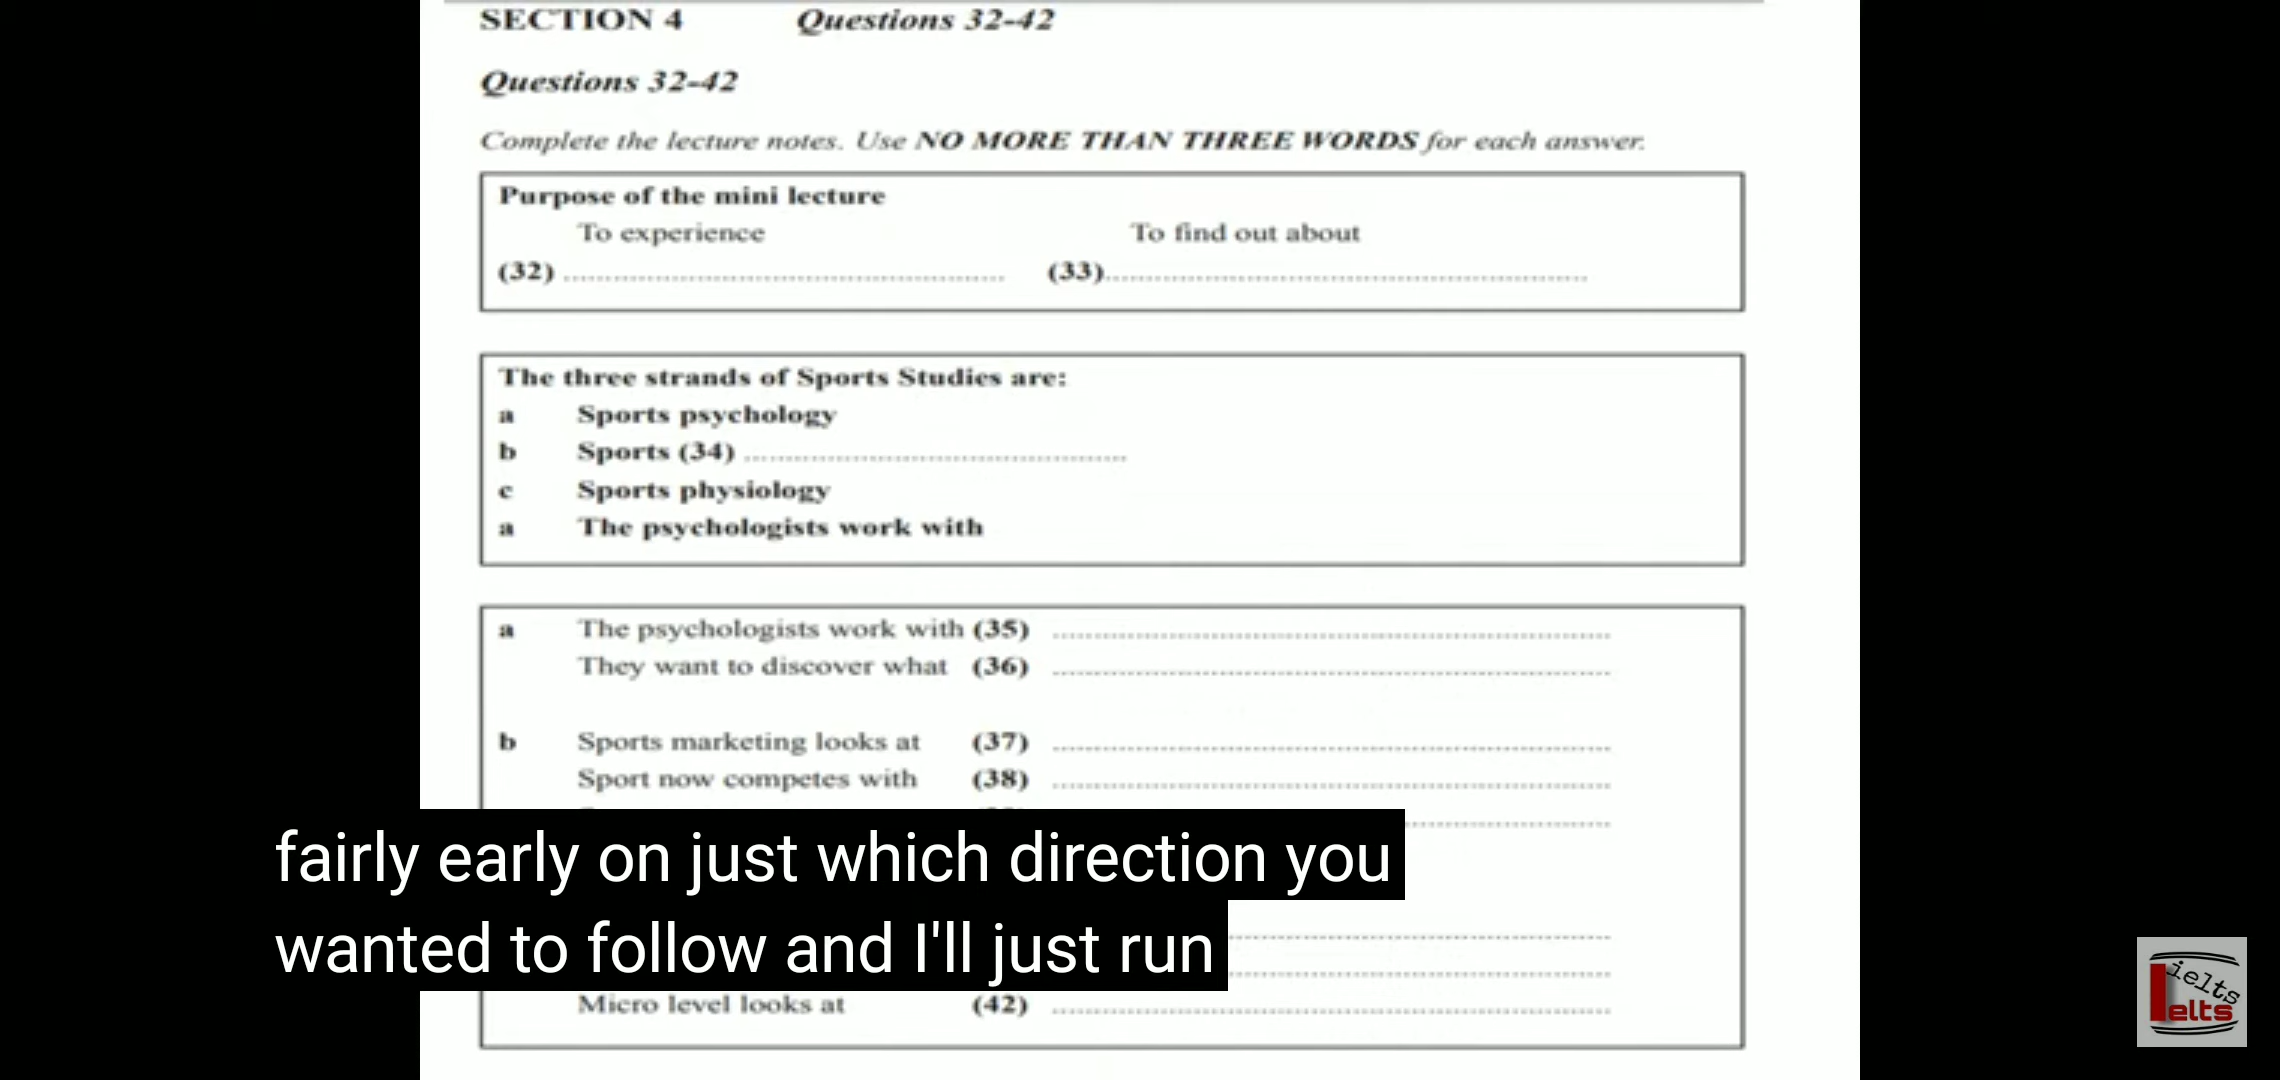 SECTION 4 Questions 32-42
Questions 32-42
Complete the lecture notes. Use NO MORE THAN THREE WORDS for each answer.
Purpose of the mini lecture
To experience To find out about
(32) ........ (33) ........
The three strands of Sports Studies are:
a Sports psychology
b Sports (34) ........
c Sports physiology
a The psychologists work with
a The psychologists work with (35) ........
They want to discover what (36) ........
b Sports marketing looks at (37) ........
Sport now competes with (38) ........
fairly early on just which direction you
wanted to follow and I'll just run
Micro level looks at (42) ........
ielts
Ielts